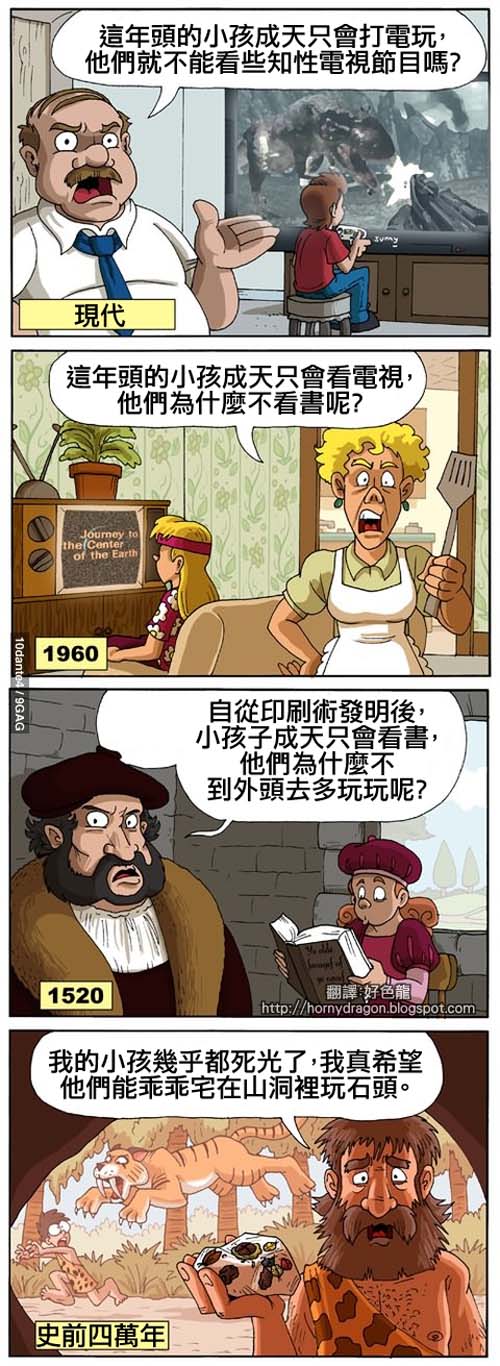 這年頭的小孩成天只會打電玩，
他們就不能看些知性電視節目嗎？
sunny
現代
這年頭的小孩成天只會看電視，
他們為什麼不看書呢？
Journey to
the Center
of the Earth
1960
10dante4 / 9GAG
自從印刷術發明後，
小孩子成天只會看書，
他們為什麼不
到外頭去多玩玩呢？
Ye olde
1520
翻譯：好色龍
http://hornydragon.blogspot.com
我的小孩幾乎都死光了，我真希望
他們能乖乖宅在山洞裡玩石頭。
史前四萬年